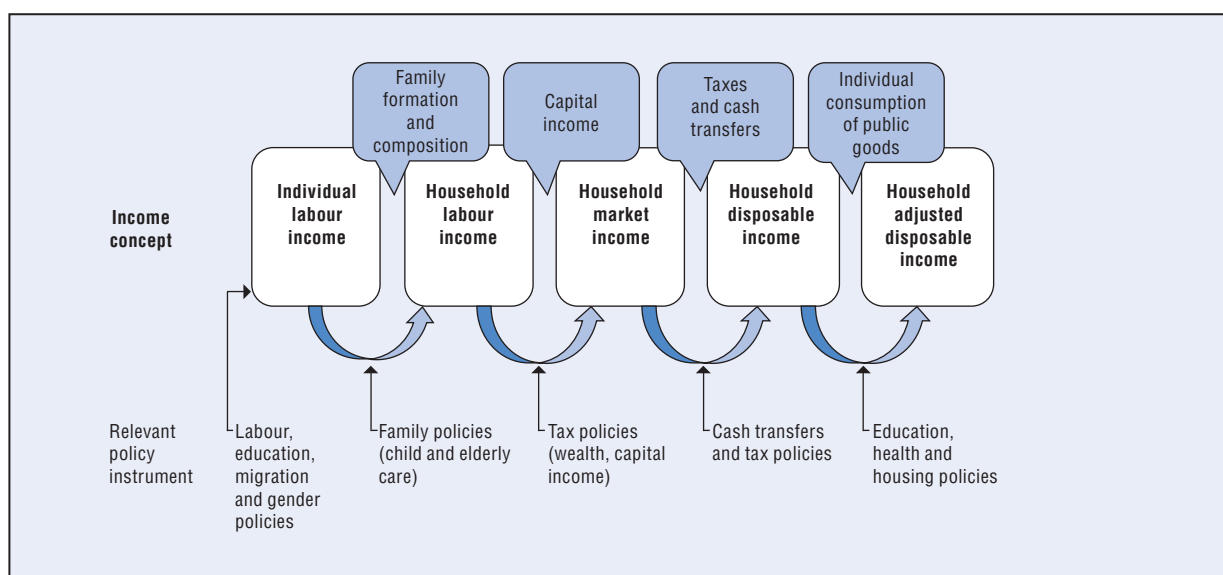 Family
formation
and
composition
Capital
income
Taxes
and cash
transfers
Individual
consumption
of public
goods
Income
concept
Individual
labour
income
Household
labour
income
Household
market
income
Household
disposable
income
Household
adjusted
disposable
income
Relevant
policy
instrument
Labour,
education,
migration
and gender
policies
Family policies
(child and elderly
care)
Tax policies
(wealth, capital
income)
Cash transfers
and tax policies
Education,
health and
housing policies